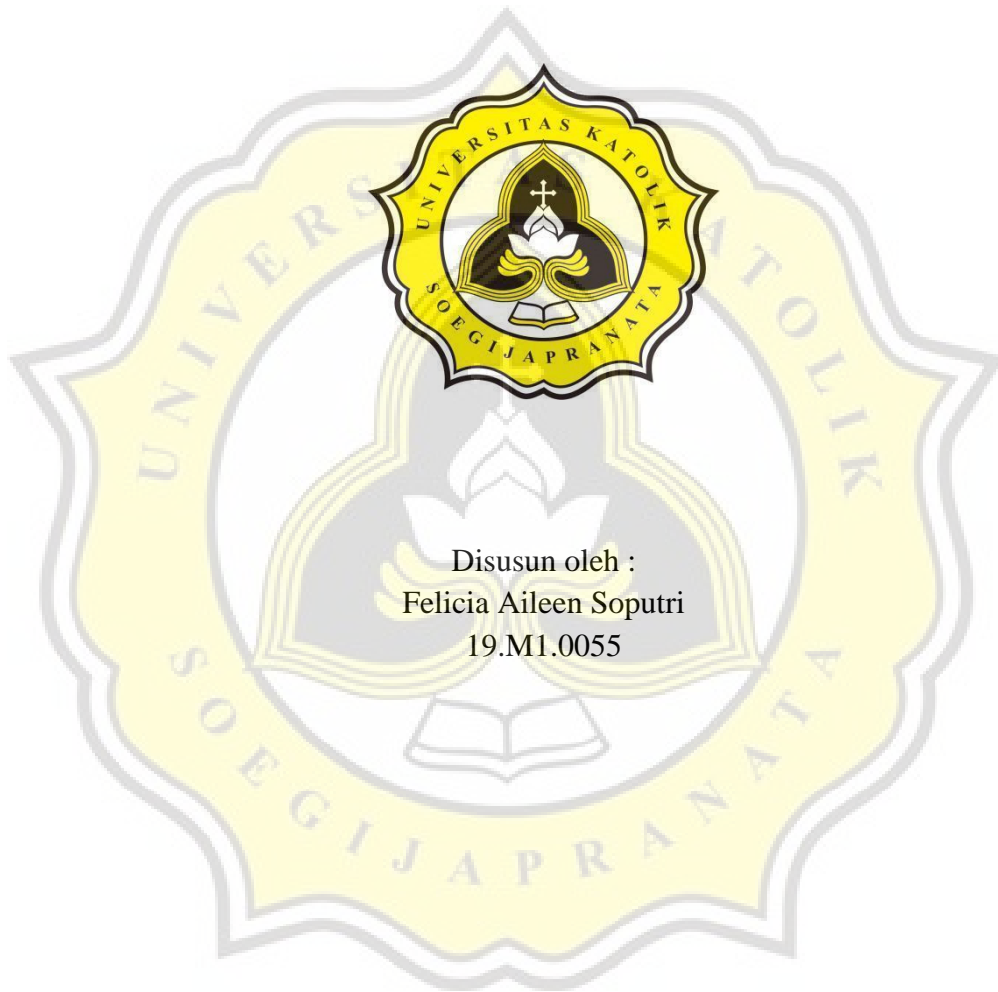 UNIVERSITAS KATOLIK
SOEGIJAPRANATA
Disusun oleh :
Felicia Aileen Soputri
19.M1.0055
UNIVERSITAS KATOLIK
SOEGIJAPRANATA